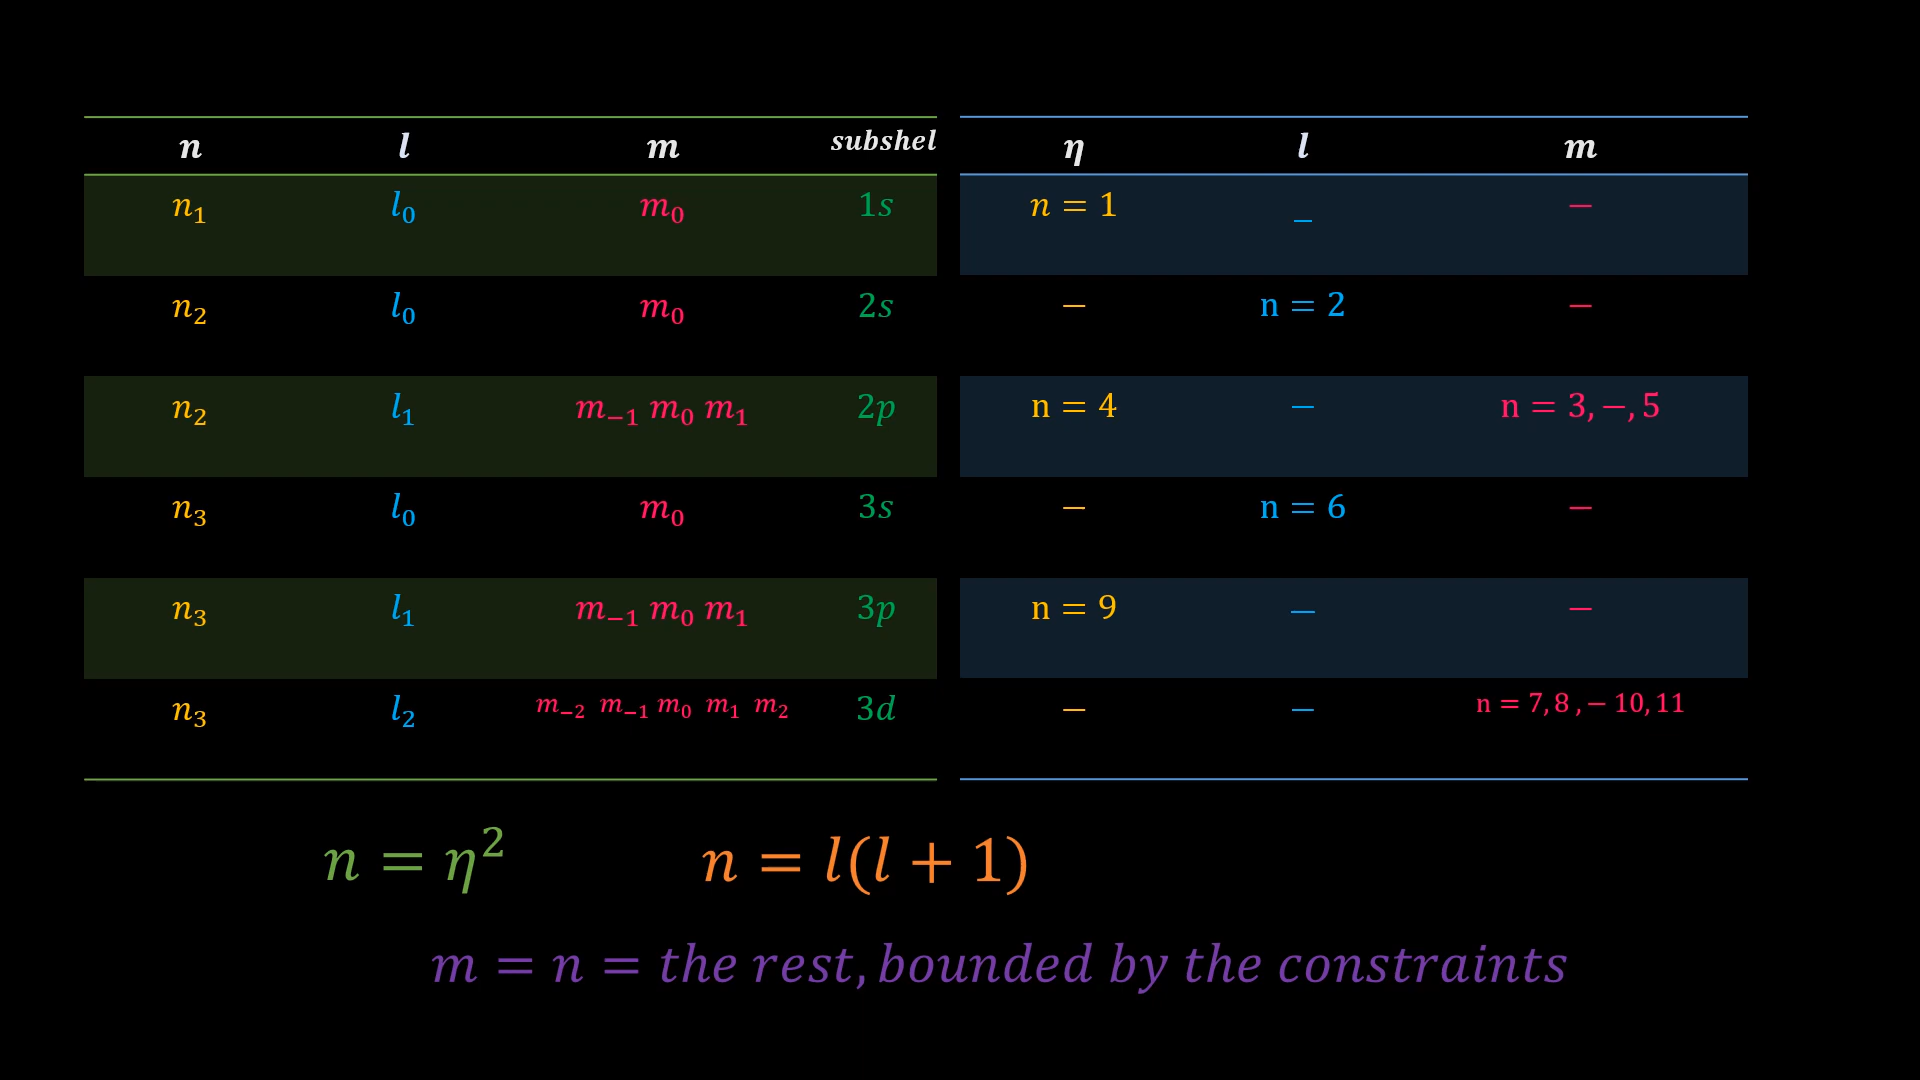 n l m subshel η l m
n₁ l₀ m₀ 1s n = 1 − −
n₂ l₀ m₀ 2s − n = 2 −
n₂ l₁ m₋₁ m₀ m₁ 2p n = 4 − n = 3, −, 5
n₃ l₀ m₀ 3s − n = 6 −
n₃ l₁ m₋₁ m₀ m₁ 3p n = 9 − −
n₃ l₂ m₋₂ m₋₁ m₀ m₁ m₂ 3d − − n = 7, 8 , − 10, 11
n = η² n = l(l + 1)
m = n = the rest, bounded by the constraints